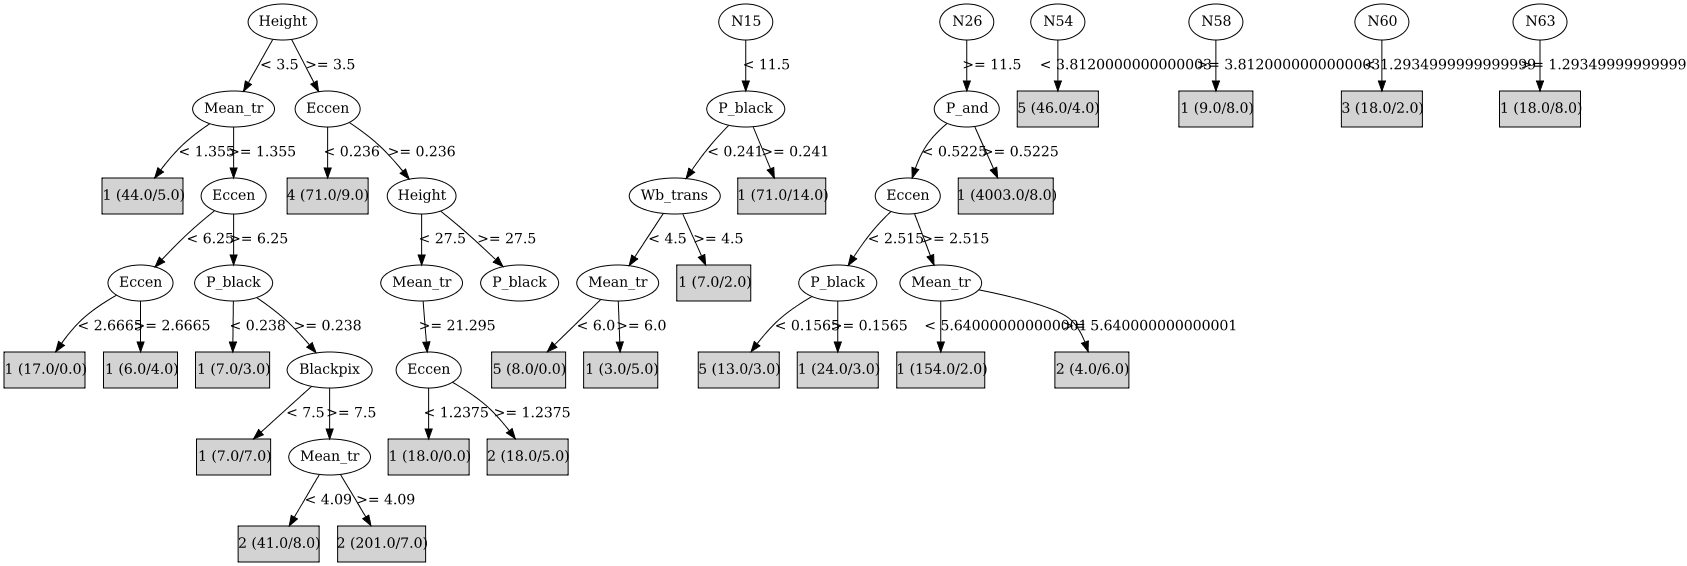 Height N15 N26 N54 N58 N60 N63
< 3.5 >= 3.5 < 11.5 >= 11.5 < 3.8120000000000003 >= 3.8120000000000003 < 1.2934999999999999 >= 1.29349999999999
Mean_tr Eccen P_black P_and 5 (46.0/4.0) 1 (9.0/8.0) 3 (18.0/2.0) 1 (18.0/8.0)
< 1.355 >= 1.355 < 0.236 >= 0.236 < 0.241 >= 0.241 < 0.5225 >= 0.5225
1 (44.0/5.0) Eccen 4 (71.0/9.0) Height Wb_trans 1 (71.0/14.0) Eccen 1 (4003.0/8.0)
< 6.25 >= 6.25 < 27.5 >= 27.5 < 4.5 >= 4.5 < 2.515 >= 2.515
Eccen P_black Mean_tr P_black Mean_tr 1 (7.0/2.0) P_black Mean_tr
< 2.6665 >= 2.6665 < 0.238 >= 0.238 >= 21.295 < 6.0 >= 6.0 < 0.1565 >= 0.1565 < 5.640000000000001 >= 5.640000000000001
1 (17.0/0.0) 1 (6.0/4.0) 1 (7.0/3.0) Blackpix Eccen 5 (8.0/0.0) 1 (3.0/5.0) 5 (13.0/3.0) 1 (24.0/3.0) 1 (154.0/2.0) 2 (4.0/6.0)
< 7.5 >= 7.5 < 1.2375 >= 1.2375
1 (7.0/7.0) Mean_tr 1 (18.0/0.0) 2 (18.0/5.0)
< 4.09 >= 4.09
2 (41.0/8.0) 2 (201.0/7.0)